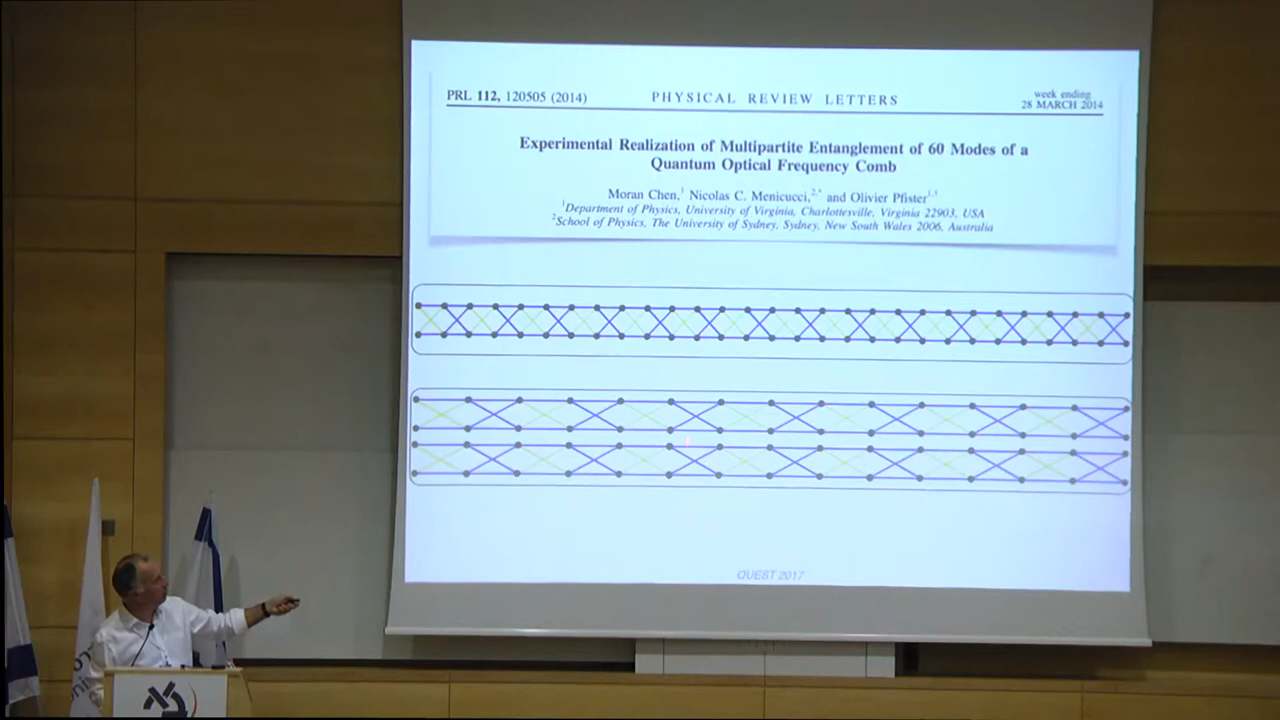 PRL 112, 120505 (2014) PHYSICAL REVIEW LETTERS week ending 28 MARCH 2014
Experimental Realization of Multipartite Entanglement of 60 Modes of a
Quantum Optical Frequency Comb
Moran Chen,¹ Nicolas C. Menicucci,²,* and Olivier Pfister¹,†
¹Department of Physics, University of Virginia, Charlottesville, Virginia 22903, USA
²School of Physics, The University of Sydney, Sydney, New South Wales 2006, Australia
QUEST 2017